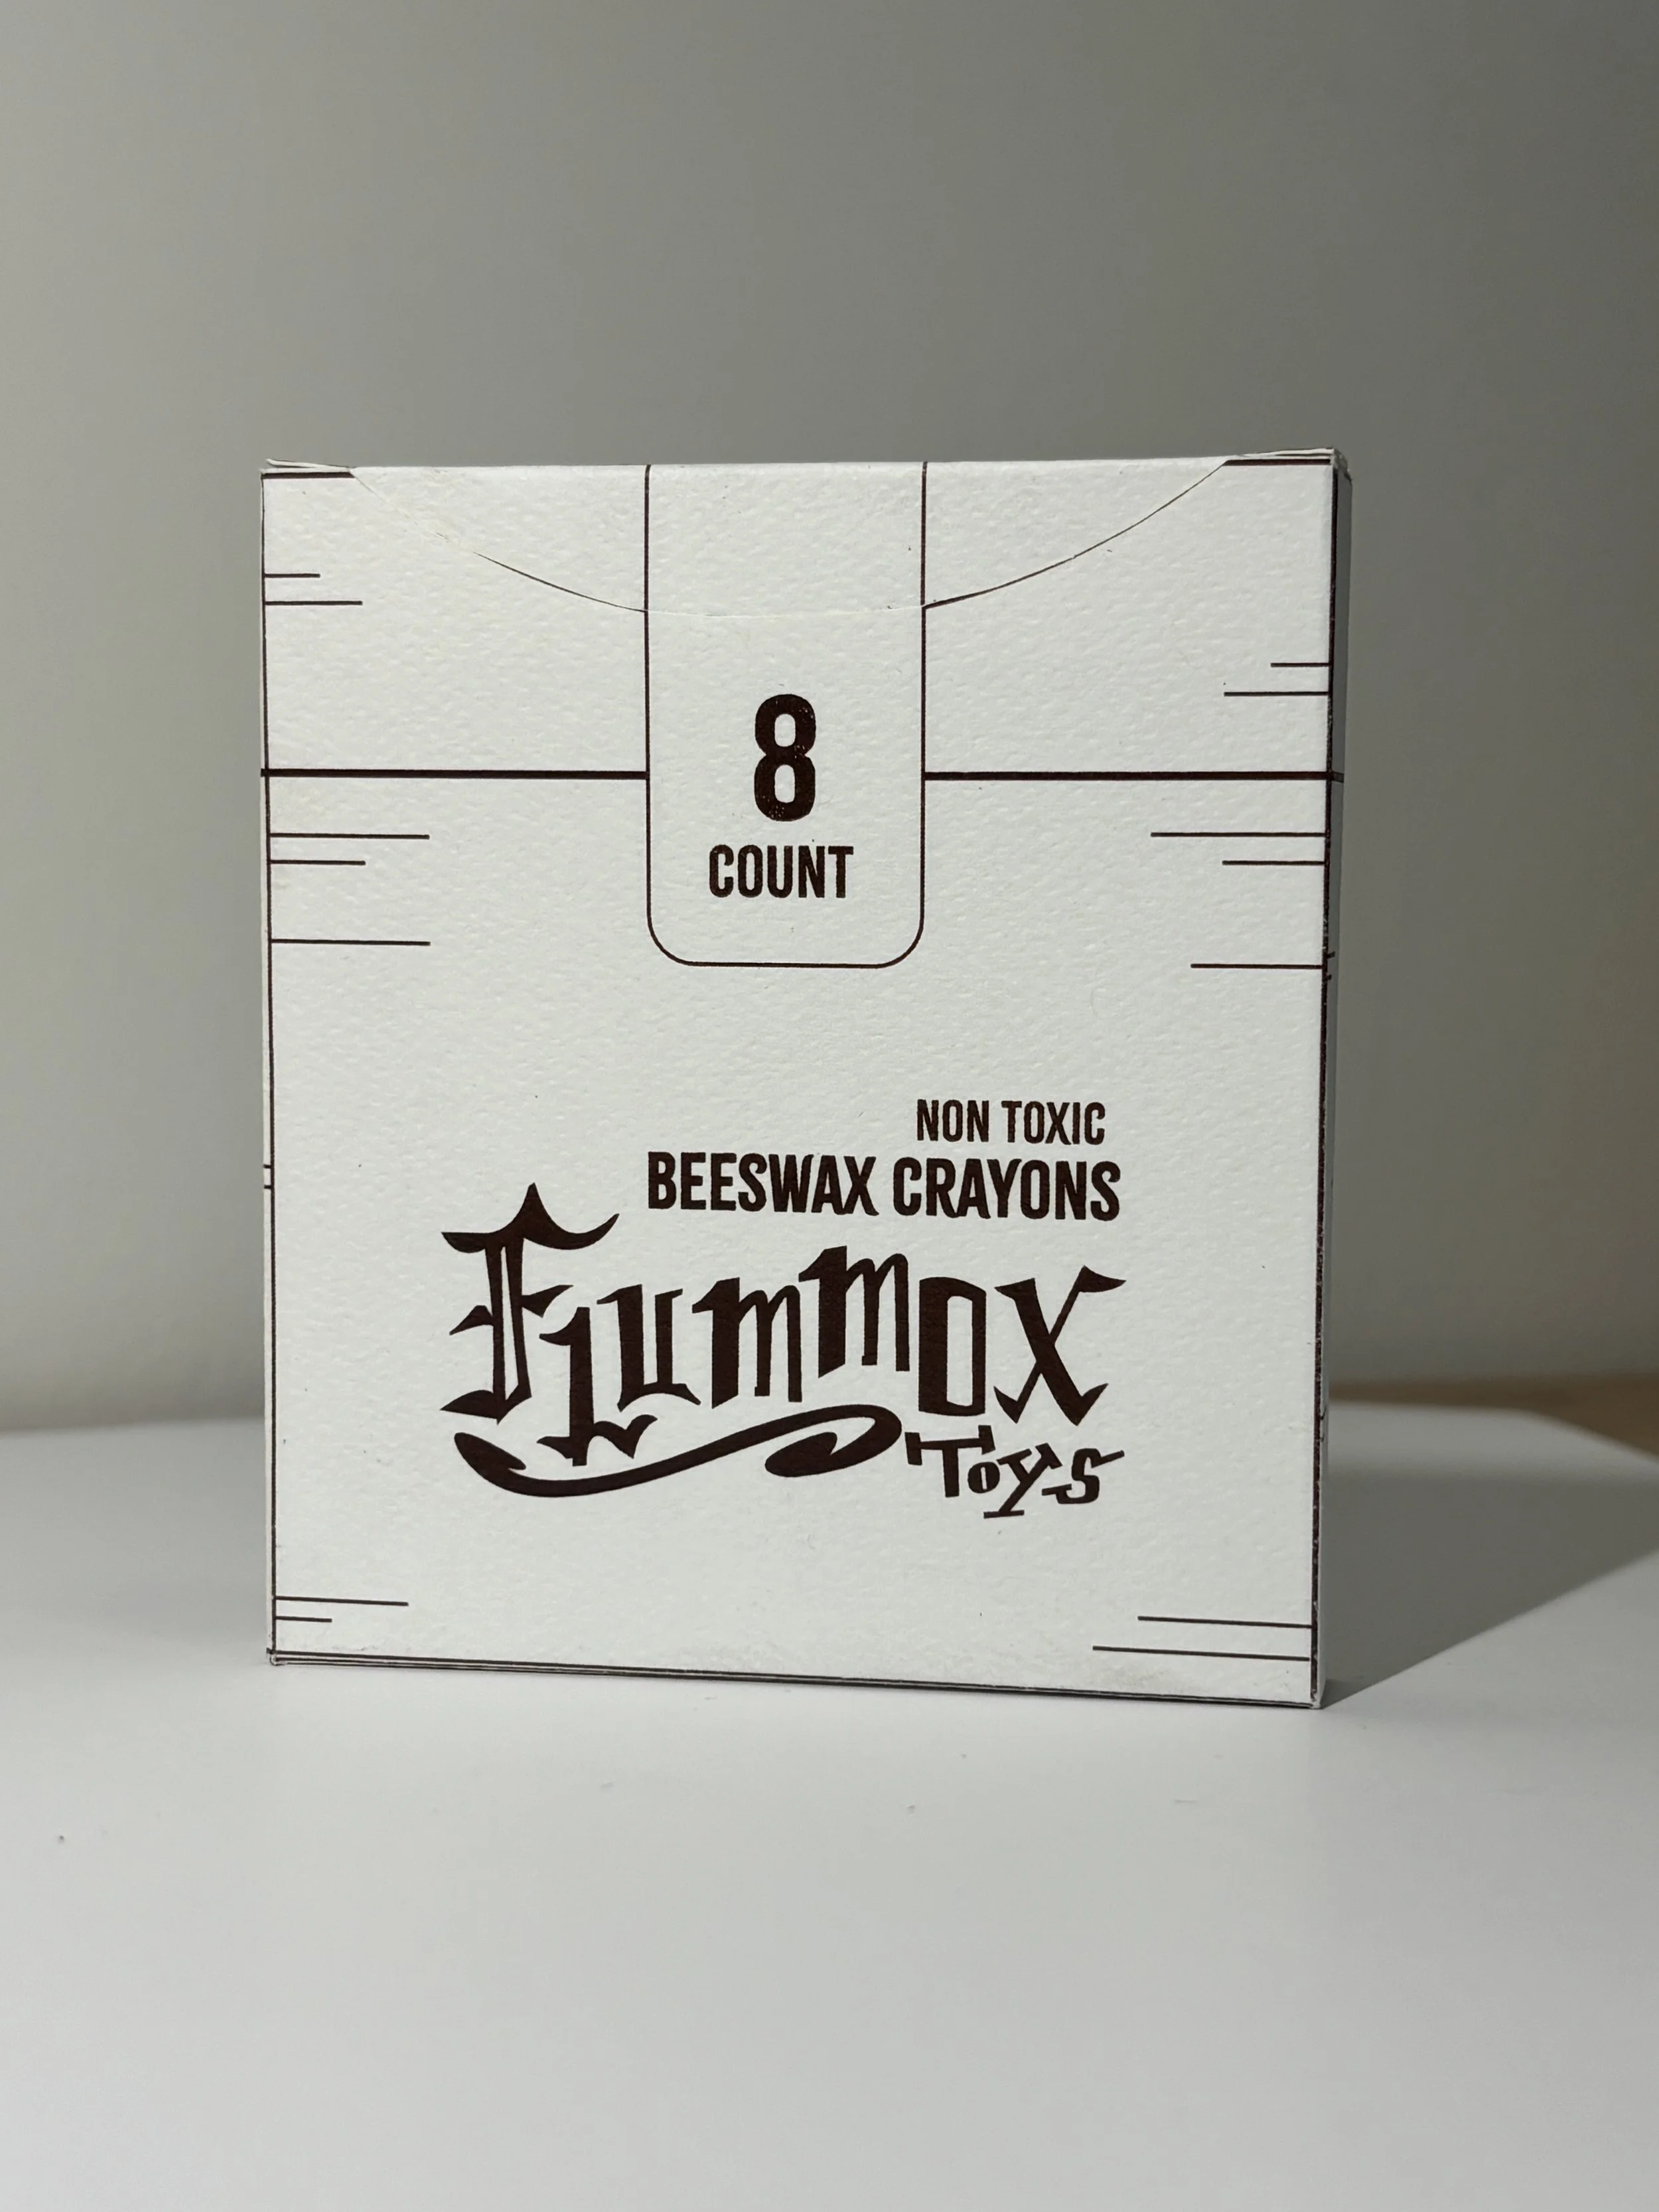 8
COUNT
NON TOXIC
BEESWAX CRAYONS
Flummox
Toys